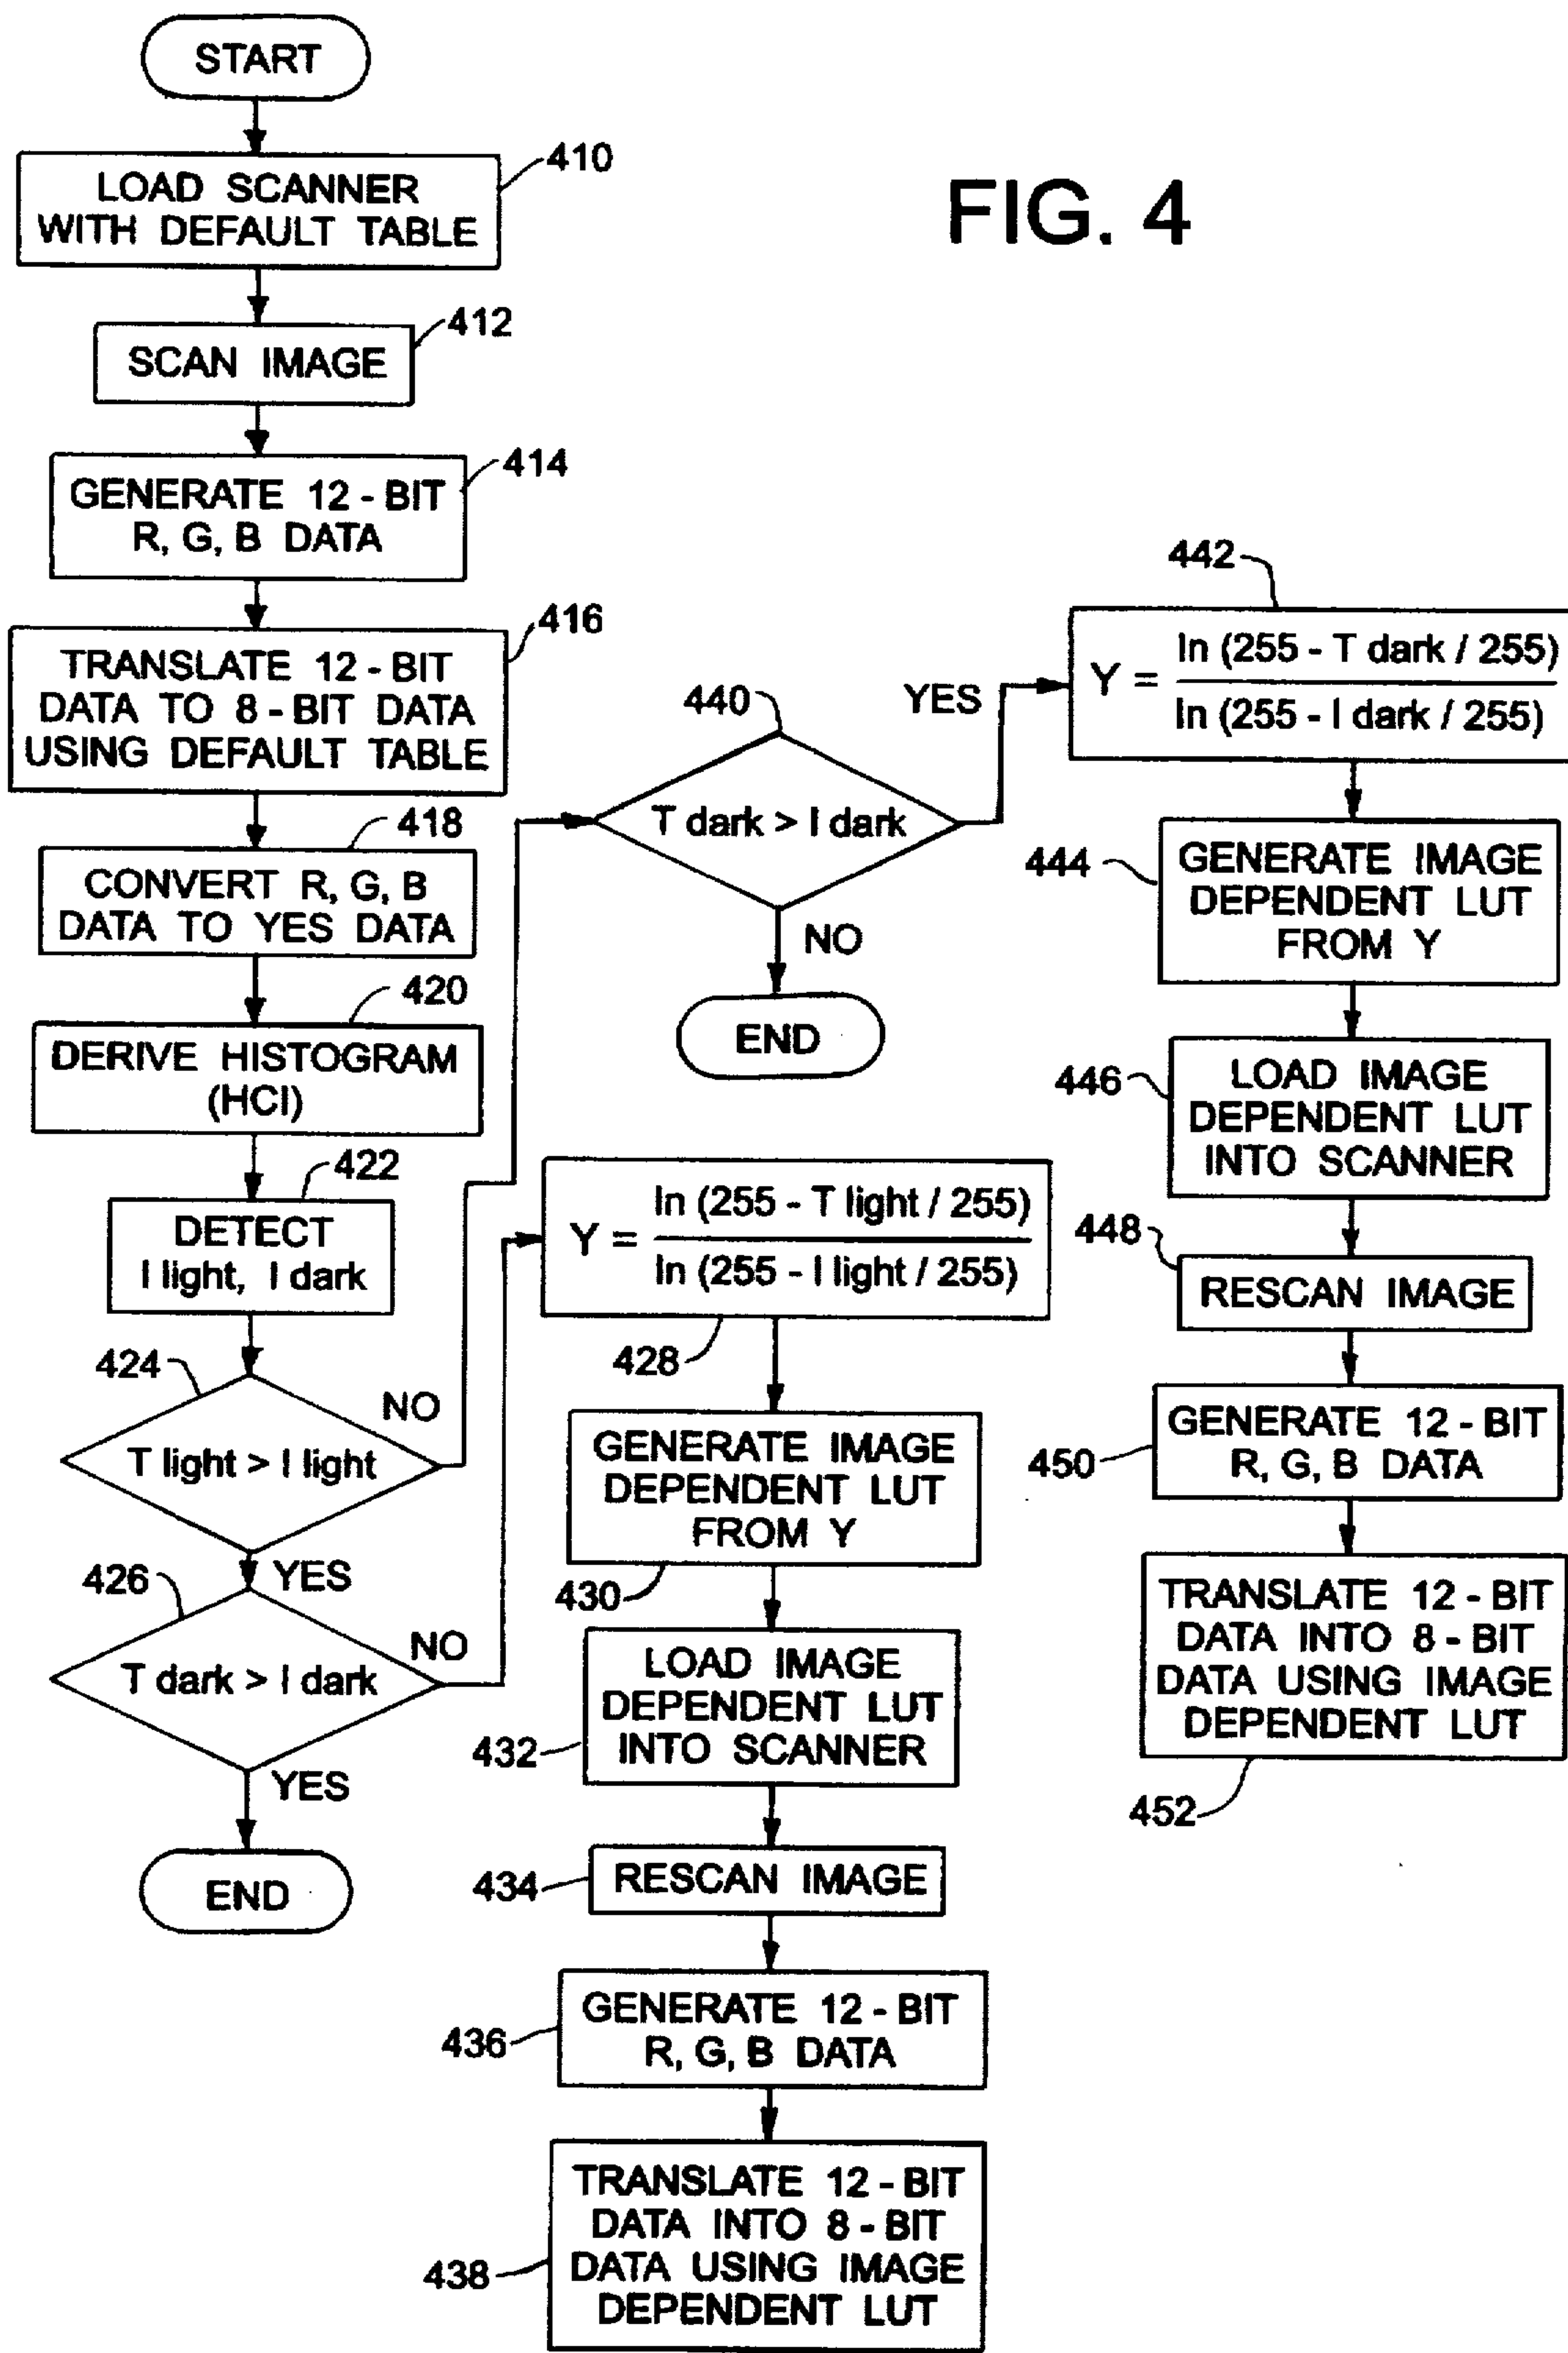 FIG. 4
START
410
LOAD SCANNER
WITH DEFAULT TABLE
412
SCAN IMAGE
414
GENERATE 12 - BIT
R, G, B DATA
416
TRANSLATE 12 - BIT
DATA TO 8 - BIT DATA
USING DEFAULT TABLE
418
CONVERT R, G, B
DATA TO YES DATA
420
DERIVE HISTOGRAM
(HCI)
422
DETECT
I light, I dark
424
T light > I light
NO
YES
426
T dark > I dark
NO
YES
END
Y = In (255 - T light / 255)
In (255 - I light / 255)
428
GENERATE IMAGE
DEPENDENT LUT
FROM Y
430
LOAD IMAGE
DEPENDENT LUT
INTO SCANNER
432
RESCAN IMAGE
434
GENERATE 12 - BIT
R, G, B DATA
436
TRANSLATE 12 - BIT
DATA INTO 8 - BIT
DATA USING IMAGE
DEPENDENT LUT
438
440
T dark > I dark
YES
NO
END
442
Y = In (255 - T dark / 255)
In (255 - I dark / 255)
444
GENERATE IMAGE
DEPENDENT LUT
FROM Y
446
LOAD IMAGE
DEPENDENT LUT
INTO SCANNER
448
RESCAN IMAGE
450
GENERATE 12 - BIT
R, G, B DATA
TRANSLATE 12 - BIT
DATA INTO 8 - BIT
DATA USING IMAGE
DEPENDENT LUT
452